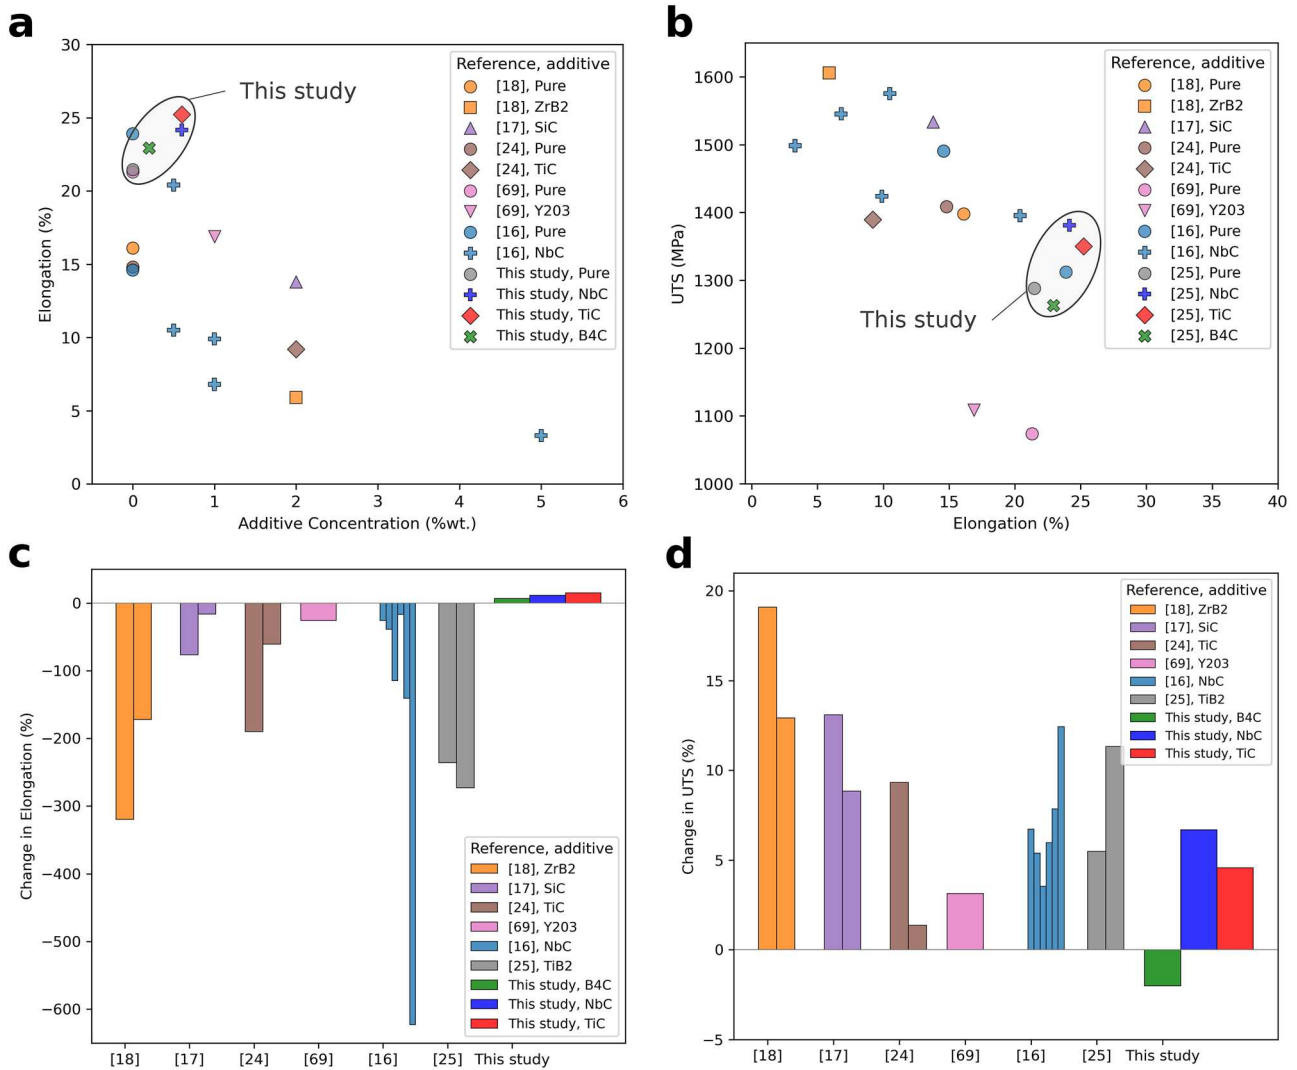 a
30
25
20
15
10
5
0
Elongation (%)
0 1 2 3 4 5 6
Additive Concentration (%wt.)
This study
Reference, additive
[18], Pure
[18], ZrB2
[17], SiC
[24], Pure
[24], TiC
[69], Pure
[69], Y203
[16], Pure
[16], NbC
This study, Pure
This study, NbC
This study, TiC
This study, B4C
b
1600
1500
1400
1300
1200
1100
1000
UTS (MPa)
0 5 10 15 20 25 30 35 40
Elongation (%)
This study
Reference, additive
[18], Pure
[18], ZrB2
[17], SiC
[24], Pure
[24], TiC
[69], Pure
[69], Y203
[16], Pure
[16], NbC
[25], Pure
[25], NbC
[25], TiC
[25], B4C
c
0
−100
−200
−300
−400
−500
−600
Change in Elongation (%)
[18] [17] [24] [69] [16] [25] This study
Reference, additive
[18], ZrB2
[17], SiC
[24], TiC
[69], Y203
[16], NbC
[25], TiB2
This study, B4C
This study, NbC
This study, TiC
d
20
15
10
5
0
−5
Change in UTS (%)
[18] [17] [24] [69] [16] [25] This study
Reference, additive
[18], ZrB2
[17], SiC
[24], TiC
[69], Y203
[16], NbC
[25], TiB2
This study, B4C
This study, NbC
This study, TiC